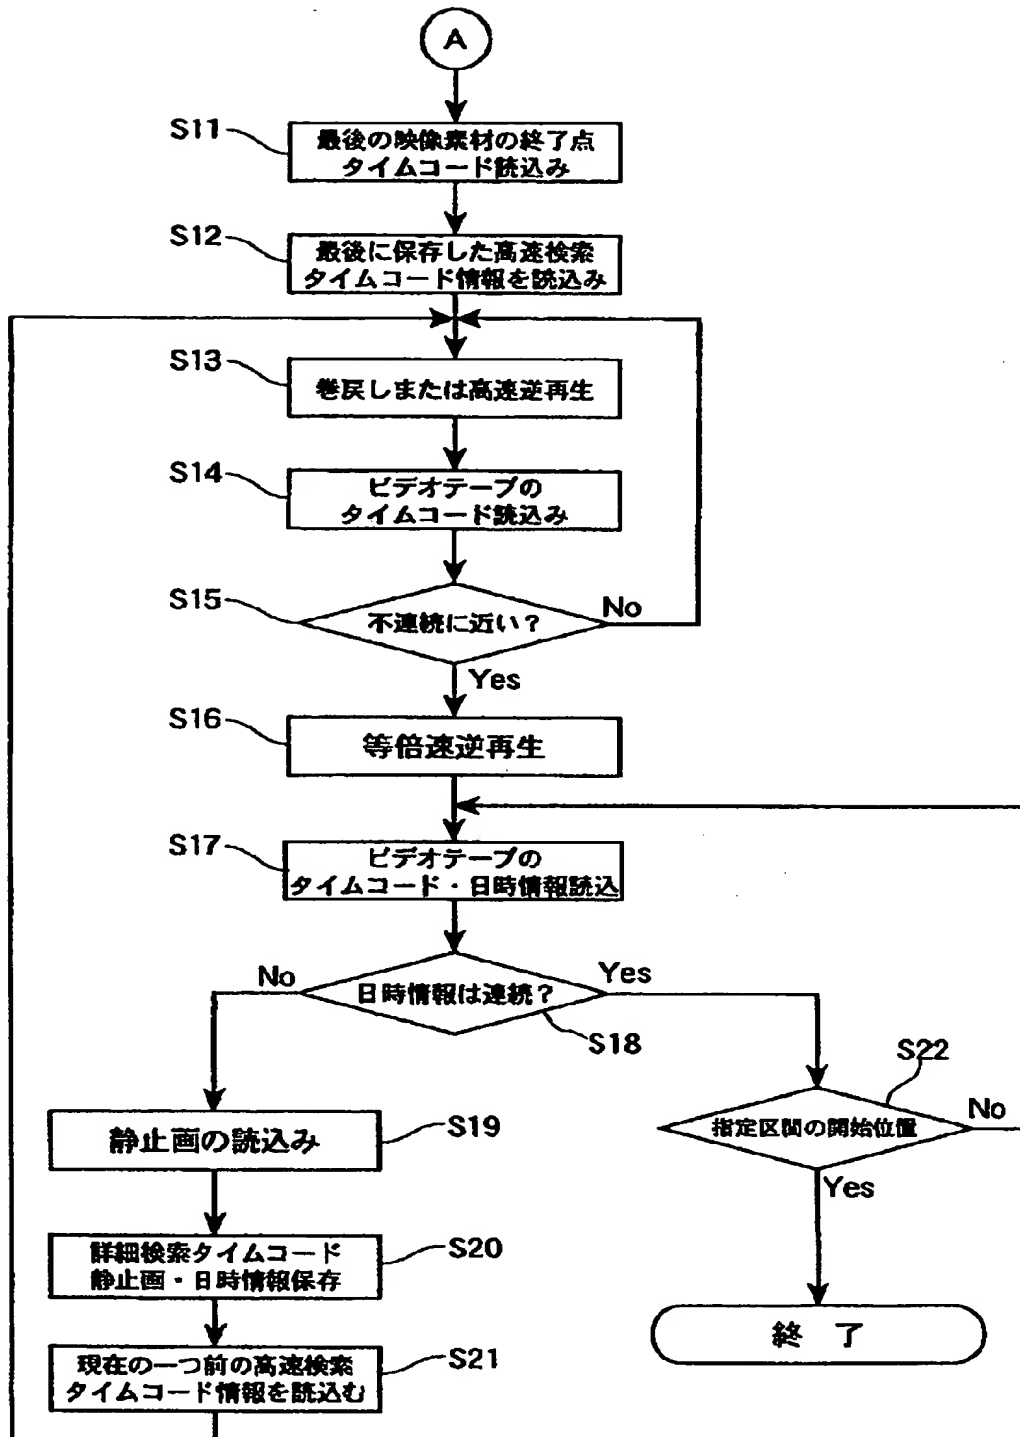 A
S11
最後の映像素材の終了点
タイムコード読込み
S12
最後に保存した高速検索
タイムコード情報を読込み
S13
巻戻しまたは高速逆再生
S14
ビデオテープの
タイムコード読込み
S15
不連続に近い?
No
Yes
S16
等倍速逆再生
S17
ビデオテープの
タイムコード・日時情報読込
No
日時情報は連続?
Yes
S18
S22
指定区間の開始位置
No
Yes
静止画の読込み
S19
詳細検索タイムコード
静止画・日時情報保存
S20
終 了
現在の一つ前の高速検索
タイムコード情報を読込む
S21